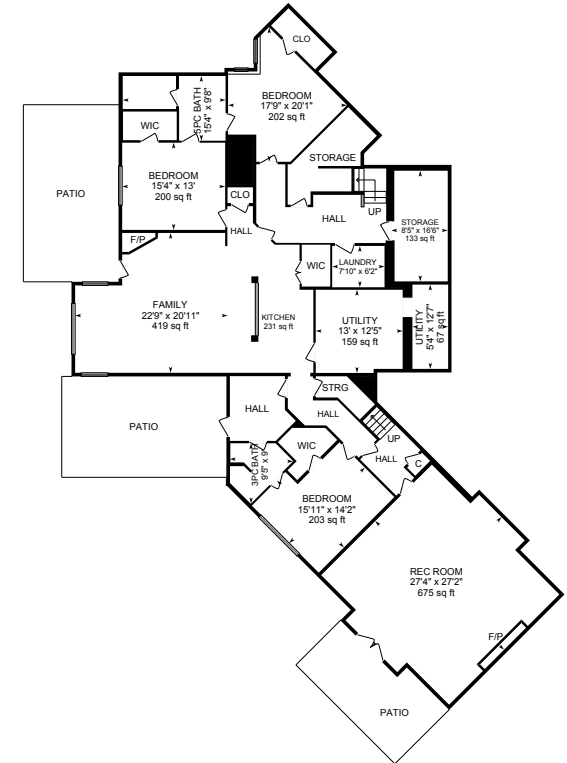 CLO
BEDROOM
17'9" x 20'1"
202 sq ft
5PC BATH
15'4" x 9'8"
WIC
STORAGE
BEDROOM
15'4" x 13'
200 sq ft
PATIO
CLO
UP
HALL
HALL
STORAGE
8'5" x 16'6"
133 sq ft
F/P
WIC
LAUNDRY
7'10" x 6'2"
FAMILY
22'9" x 20'11"
419 sq ft
KITCHEN
231 sq ft
UTILITY
13' x 12'5"
159 sq ft
UTILITY
5'4" x 12'7"
67 sq ft
STRG
HALL
HALL
PATIO
UP
WIC
HALL
C
3PC BATH
9'5" x 9'
BEDROOM
15'11" x 14'2"
203 sq ft
REC ROOM
27'4" x 27'2"
675 sq ft
F/P
PATIO